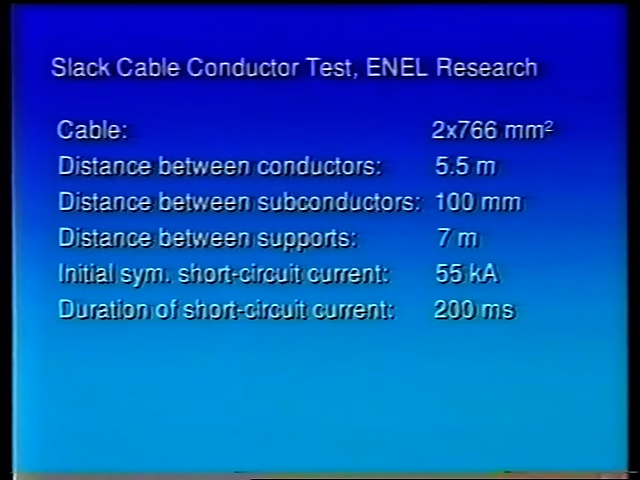 Slack Cable Conductor Test, ENEL Research
Cable: 2x766 mm²
Distance between conductors: 5.5 m
Distance between subconductors: 100 mm
Distance between supports: 7 m
Initial sym. short-circuit current: 55 kA
Duration of short-circuit current: 200 ms